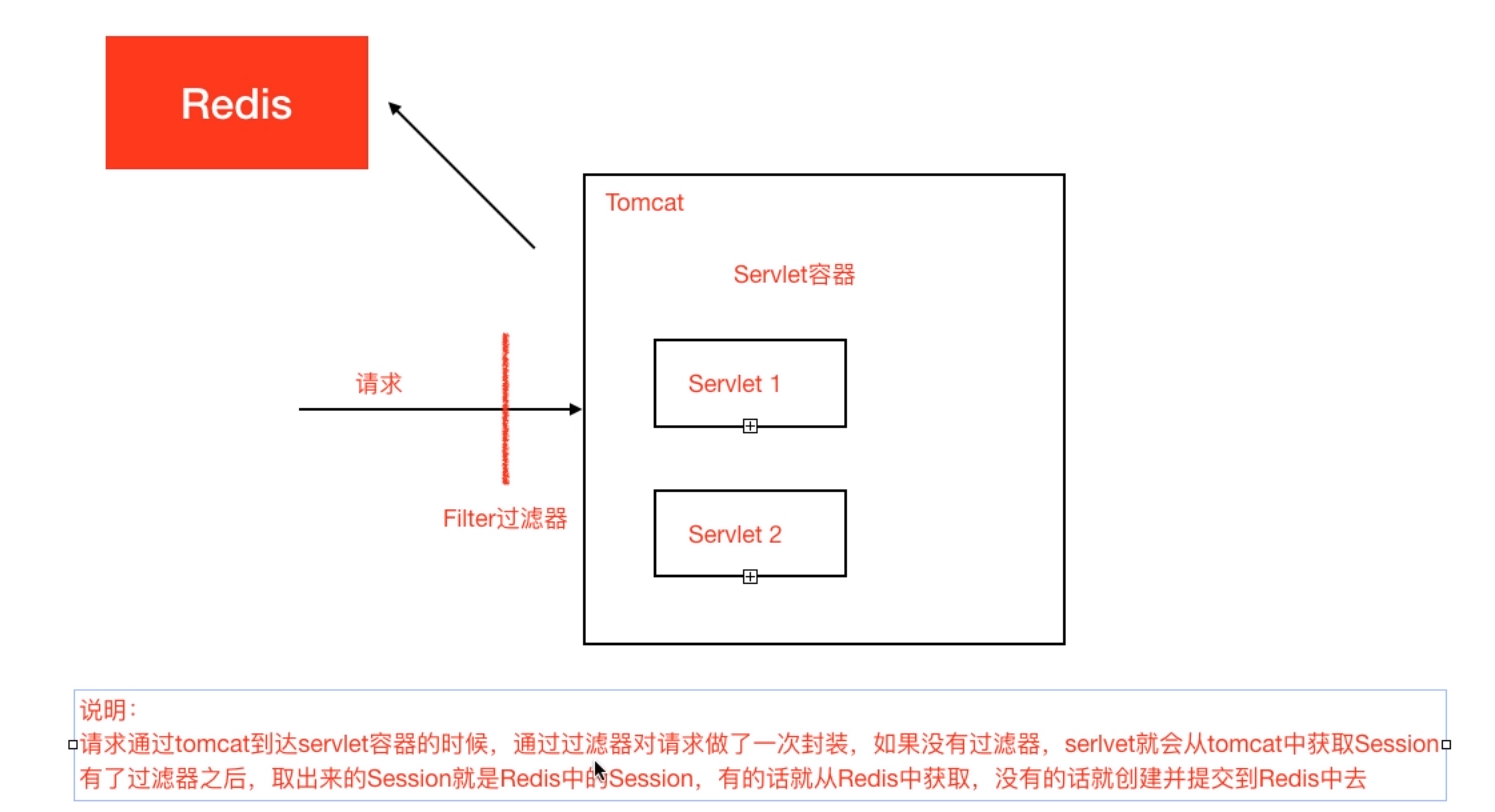 Redis
Tomcat
Servlet容器
请求
Servlet 1
Filter过滤器
Servlet 2
说明：
请求通过tomcat到达servlet容器的时候，通过过滤器对请求做了一次封装，如果没有过滤器，serlvet就会从tomcat中获取Session
有了过滤器之后，取出来的Session就是Redis中的Session，有的话就从Redis中获取，没有的话就创建并提交到Redis中去